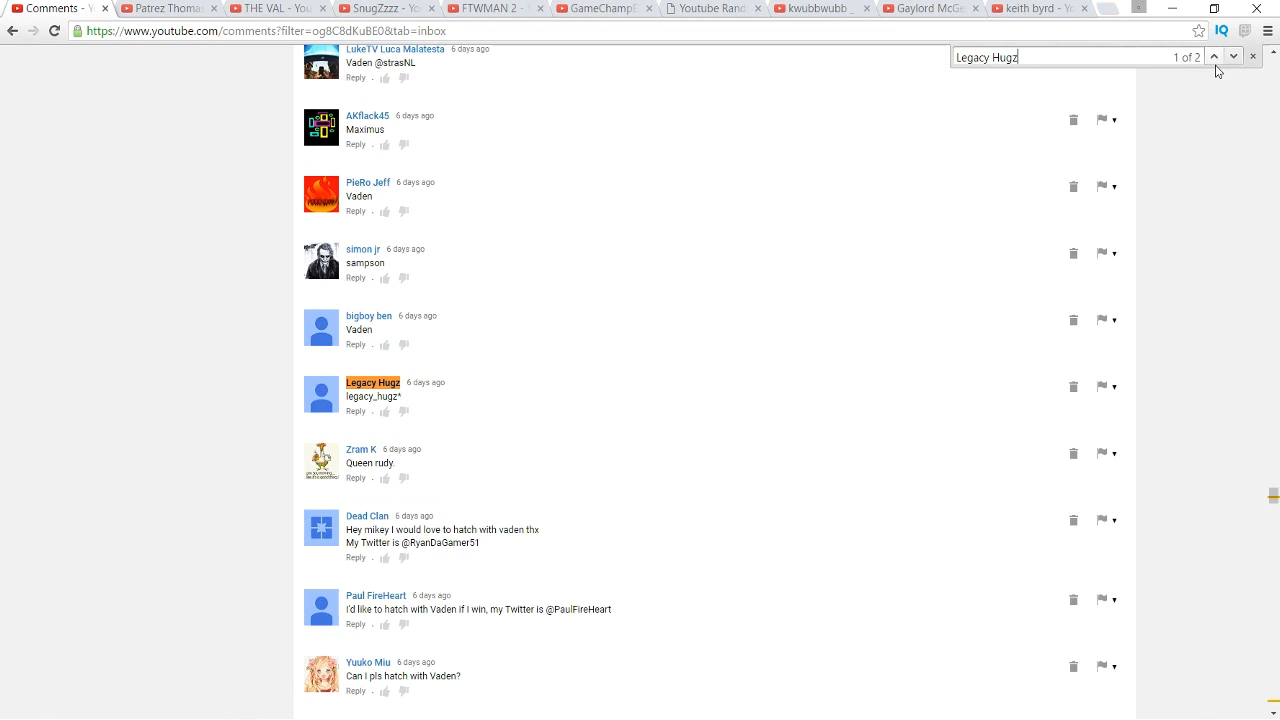 Comments - Y
Patrez Thomas
THE VAL - You
SnugZzzz - Yo
FTWMAN 2 -
GameChampE
Youtube Rand
kwubbwubb _
Gaylord McGe
keith byrd - Yo
https://www.youtube.com/comments?filter=og8C8dKuBE0&tab=inbox
IQ
Legacy Hugz
1 of 2
LukeTV Luca Malatesta 6 days ago
Vaden @strasNL
Reply .
AKflack45 6 days ago
Maximus
Reply .
PieRo Jeff 6 days ago
Vaden
Reply .
simon jr 6 days ago
sampson
Reply .
bigboy ben 6 days ago
Vaden
Reply .
Legacy Hugz 6 days ago
legacy_hugz*
Reply .
Zram K 6 days ago
Queen rudy.
Reply .
Dead Clan 6 days ago
Hey mikey I would love to hatch with vaden thx
My Twitter is @RyanDaGamer51
Reply .
Paul FireHeart 6 days ago
I'd like to hatch with Vaden if I win, my Twitter is @PaulFireHeart
Reply .
Yuuko Miu 6 days ago
Can I pls hatch with Vaden?
Reply .